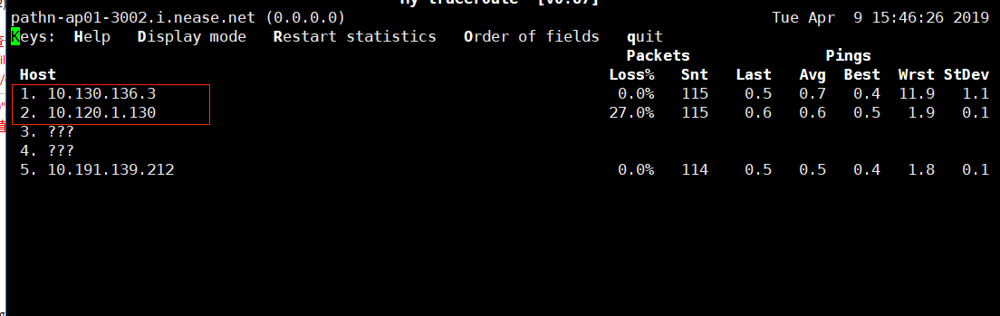 My traceroute [v0.87]
pathn-ap01-3002.i.nease.net (0.0.0.0) Tue Apr 9 15:46:26 2019
Keys: Help Display mode Restart statistics Order of fields quit
Packets Pings
Host Loss% Snt Last Avg Best Wrst StDev
1. 10.130.136.3 0.0% 115 0.5 0.7 0.4 11.9 1.1
2. 10.120.1.130 27.0% 115 0.6 0.6 0.5 1.9 0.1
3. ???
4. ???
5. 10.191.139.212 0.0% 114 0.5 0.5 0.4 1.8 0.1